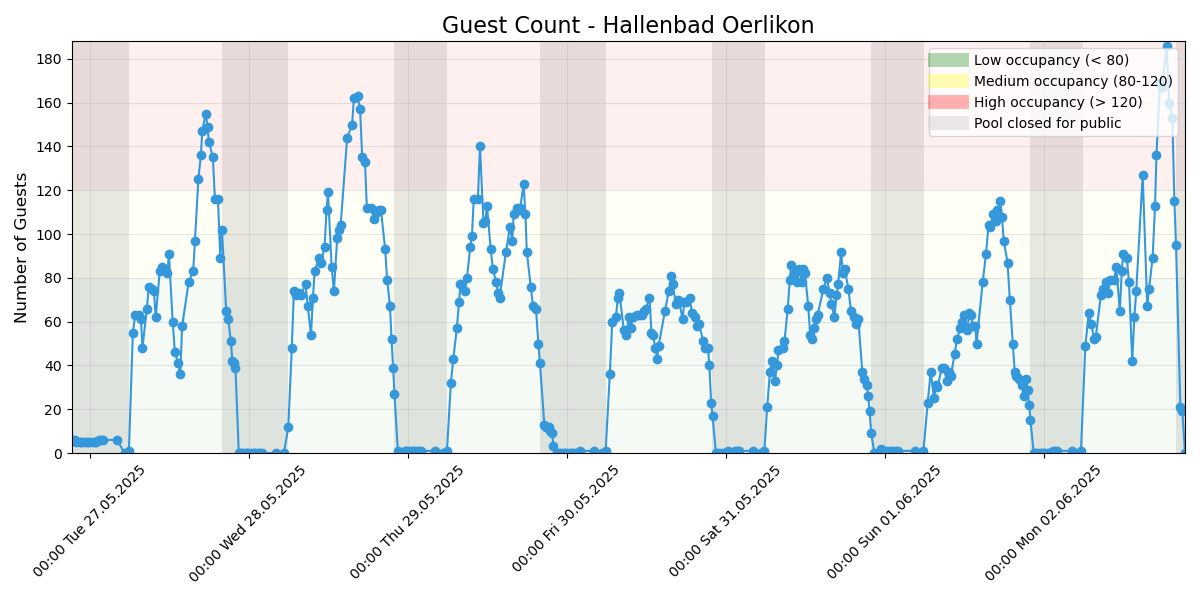 Guest Count - Hallenbad Oerlikon
Number of Guests
180
160
140
120
100
80
60
40
20
0
Low occupancy (< 80)
Medium occupancy (80-120)
High occupancy (> 120)
Pool closed for public
00:00 Tue 27.05.2025
00:00 Wed 28.05.2025
00:00 Thu 29.05.2025
00:00 Fri 30.05.2025
00:00 Sat 31.05.2025
00:00 Sun 01.06.2025
00:00 Mon 02.06.2025